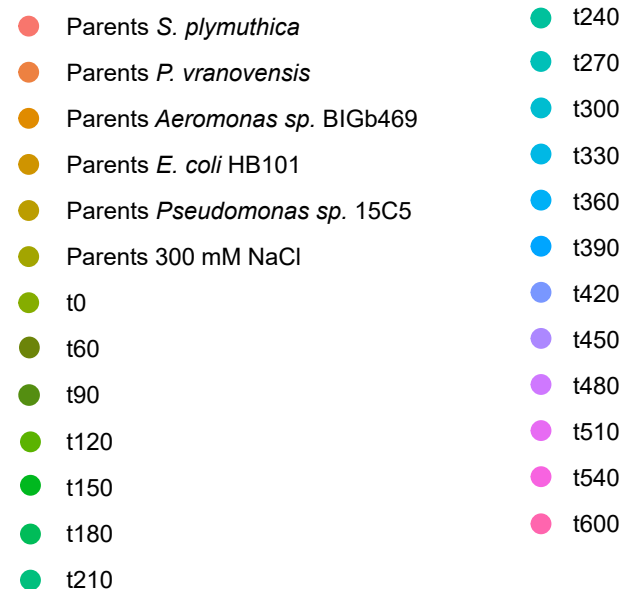 Parents S. plymuthica
Parents P. vranovensis
Parents Aeromonas sp. BIGb469
Parents E. coli HB101
Parents Pseudomonas sp. 15C5
Parents 300 mM NaCl
t0
t60
t90
t120
t150
t180
t210
t240
t270
t300
t330
t360
t390
t420
t450
t480
t510
t540
t600